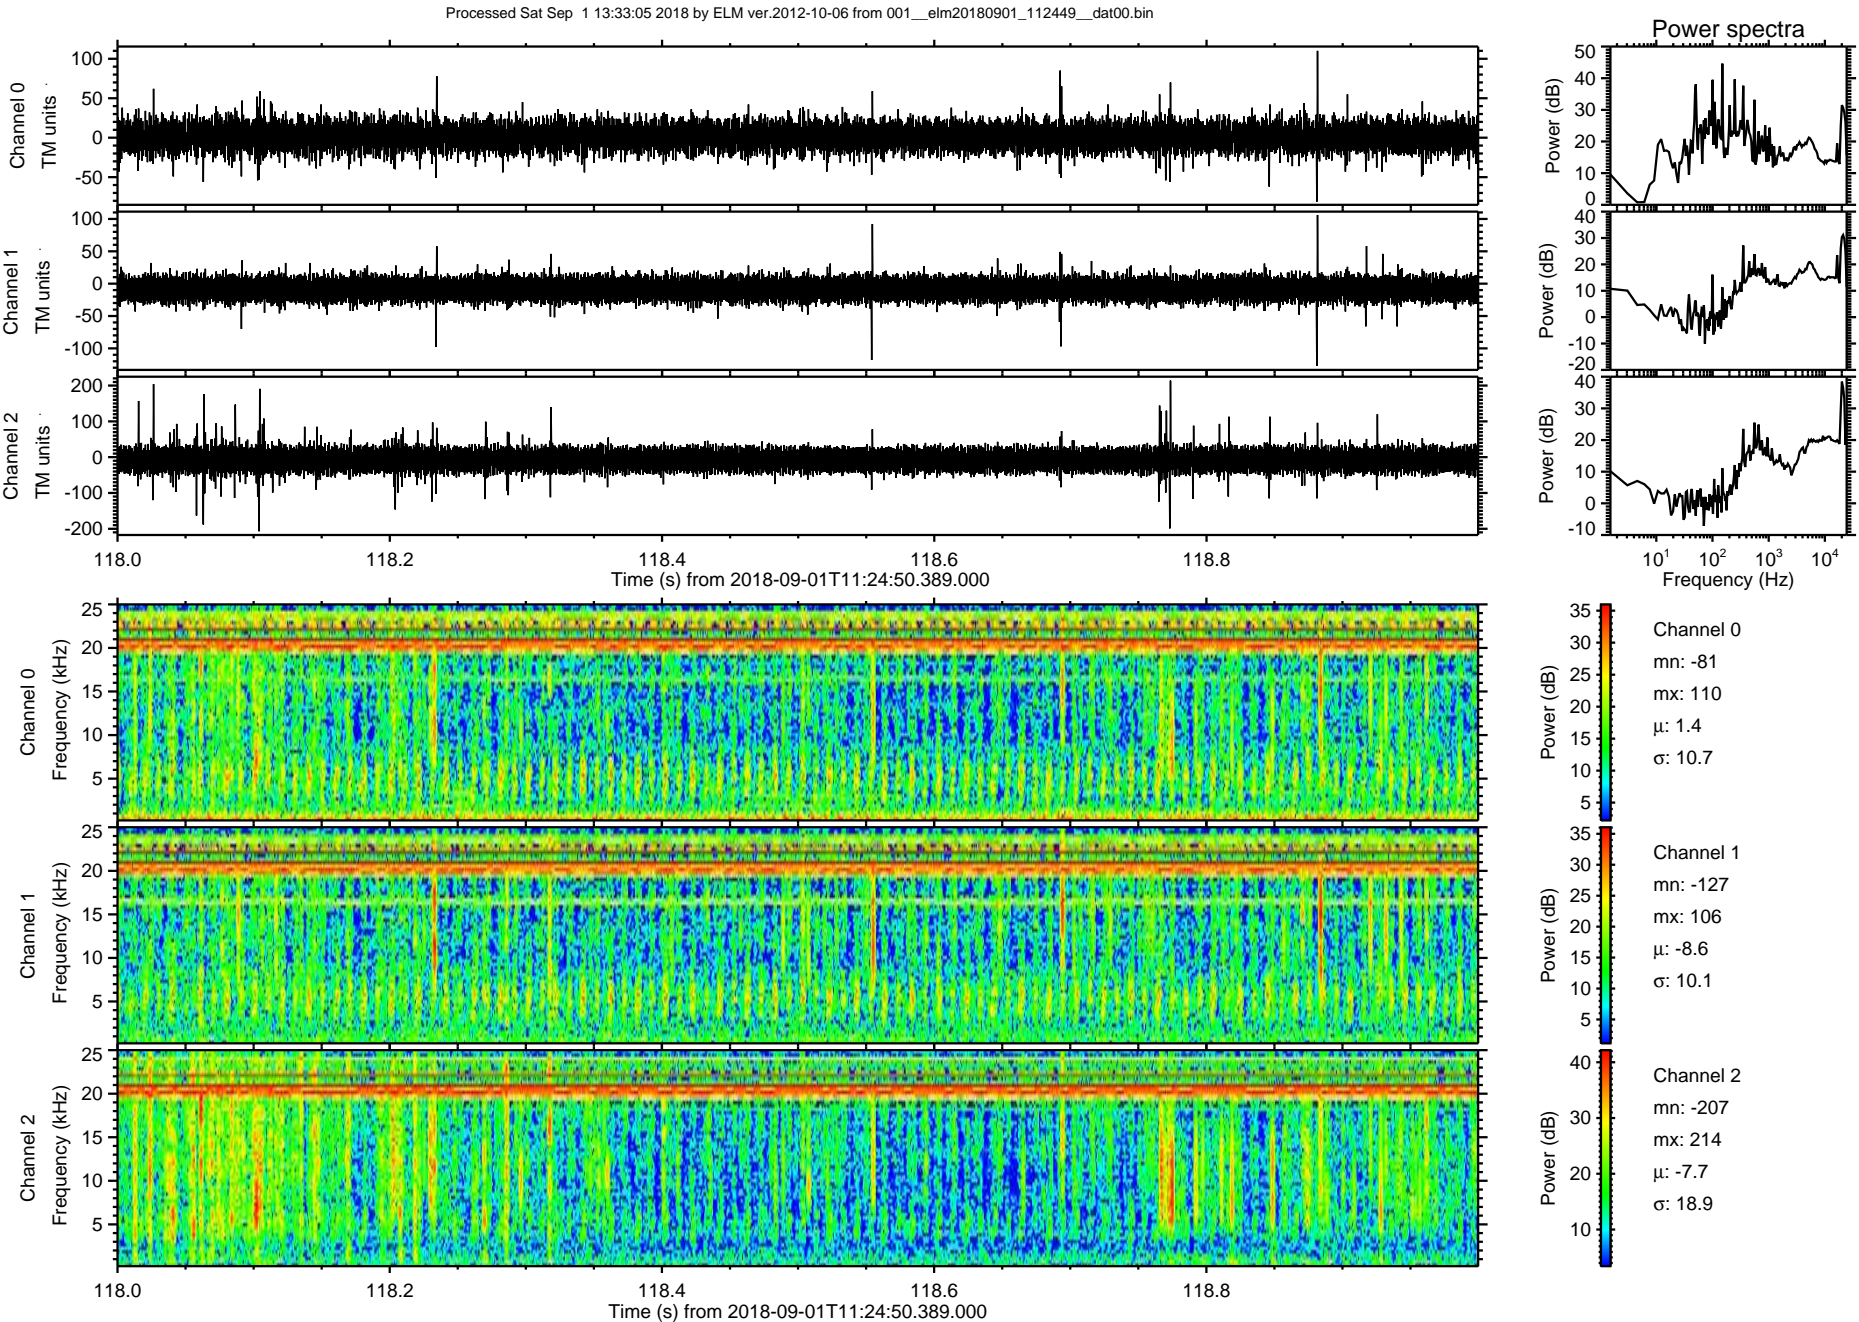 Processed Sat Sep  1 13:33:05 2018 by ELM ver.2012-10-06 from 001__elm20180901_112449__dat00.bin
Power spectra
Channel 0
TM units
100
50
0
-50
Power (dB)
50
40
30
20
10
0
Channel 1
TM units
100
50
0
-50
-100
Power (dB)
40
30
20
10
0
-10
-20
Channel 2
TM units
200
100
0
-100
-200
Power (dB)
40
30
20
10
0
-10
118.0 118.2 118.4 118.6 118.8
Time (s) from 2018-09-01T11:24:50.389.000
10¹ 10² 10³ 10⁴
Frequency (Hz)
Channel 0
Frequency (kHz)
25
20
15
10
5
Power (dB)
35
30
25
20
15
10
5
Channel 0
mn: -81
mx: 110
μ: 1.4
σ: 10.7
Channel 1
Frequency (kHz)
25
20
15
10
5
Power (dB)
35
30
25
20
15
10
5
Channel 1
mn: -127
mx: 106
μ: -8.6
σ: 10.1
Channel 2
Frequency (kHz)
25
20
15
10
5
Power (dB)
40
30
20
10
Channel 2
mn: -207
mx: 214
μ: -7.7
σ: 18.9
118.0 118.2 118.4 118.6 118.8
Time (s) from 2018-09-01T11:24:50.389.000